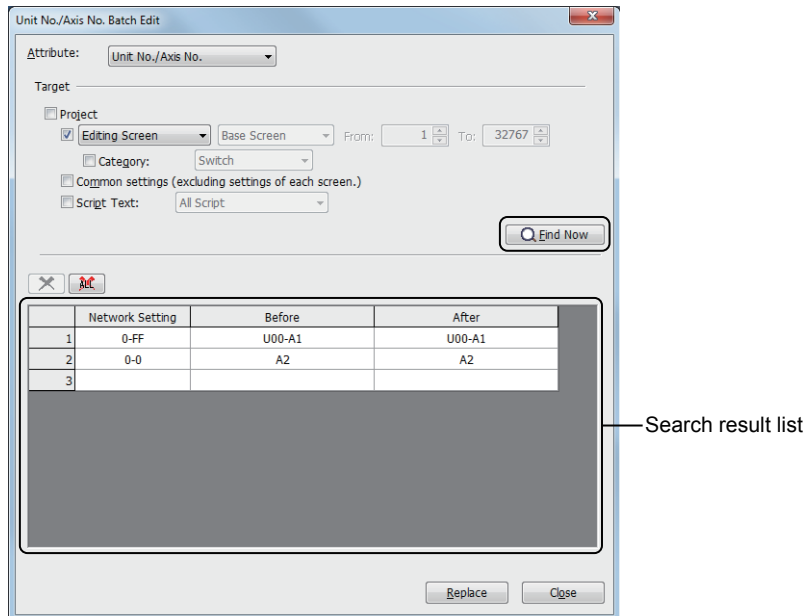 Unit No./Axis No. Batch Edit
Attribute: Unit No./Axis No.
Target
Project
Editing Screen Base Screen From: 1 To: 32767
Category: Switch
Common settings (excluding settings of each screen.)
Script Text: All Script
Find Now
ALL
Network Setting Before After
1 0-FF U00-A1 U00-A1
2 0-0 A2 A2
3
Search result list
Replace Close